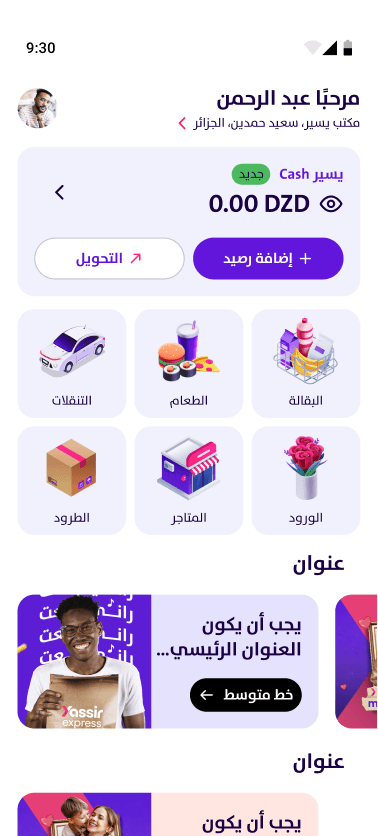 9:30
مرحبًا عبد الرحمن
مكتب يسير، سعيد حمدين، الجزائر
يسير Cash جديد
0.00 DZD
إضافة رصيد
التحويل
البقالة
الطعام
التنقلات
الورود
المتاجر
الطرود
عنوان
يجب أن يكون
العنوان الرئيسي...
خط متوسط
yassir
express
عنوان
يجب أن يكون